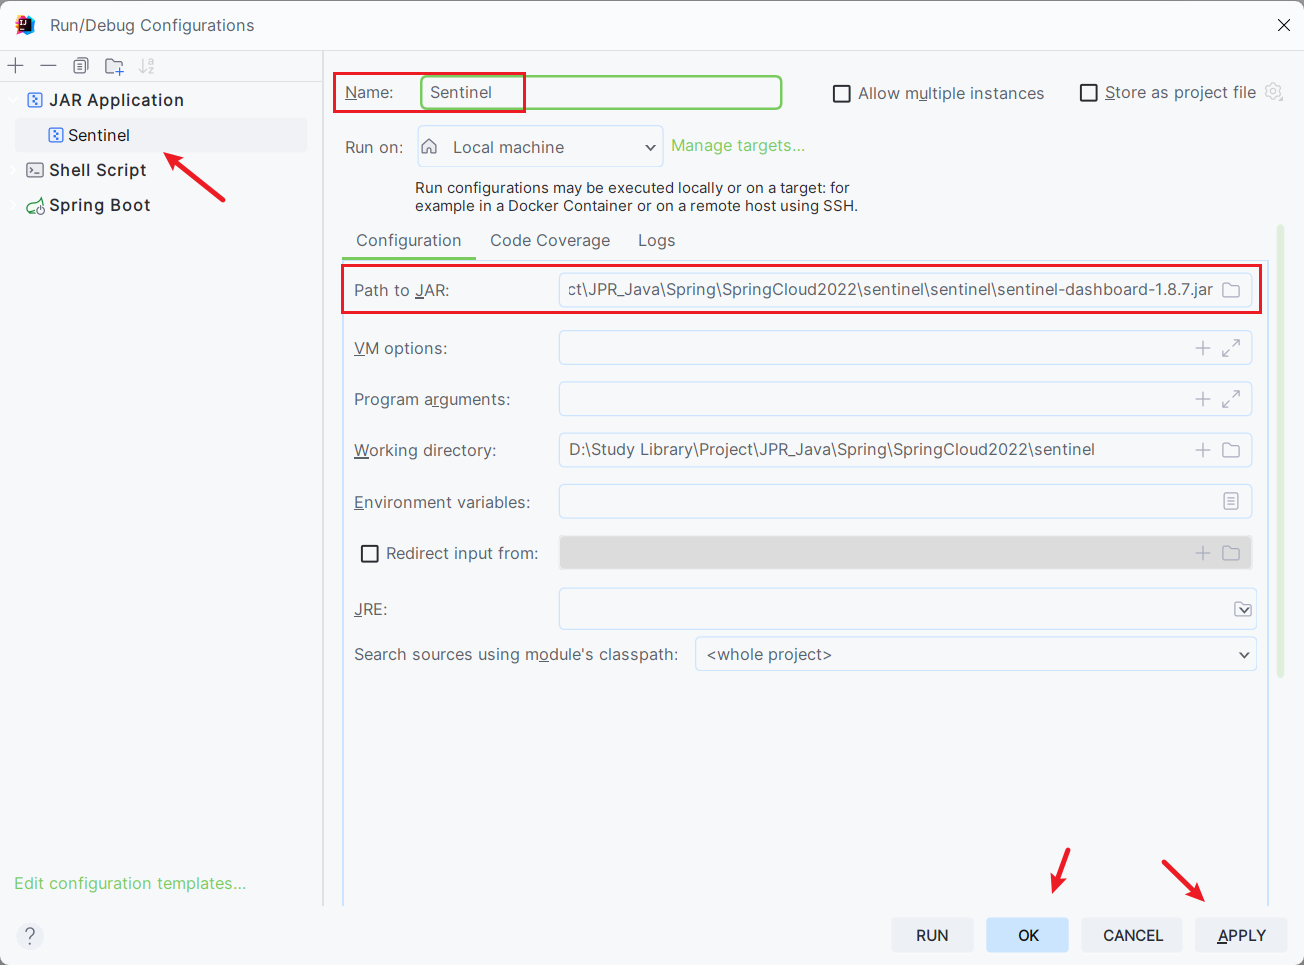 Run/Debug Configurations
JAR Application
Sentinel
Shell Script
Spring Boot
Edit configuration templates...
Name: Sentinel
Allow multiple instances
Store as project file
Run on: Local machine
Manage targets...
Run configurations may be executed locally or on a target: for
example in a Docker Container or on a remote host using SSH.
Configuration Code Coverage Logs
Path to JAR: ct\JPR_Java\Spring\SpringCloud2022\sentinel\sentinel\sentinel-dashboard-1.8.7.jar
VM options:
Program arguments:
Working directory: D:\Study Library\Project\JPR_Java\Spring\SpringCloud2022\sentinel
Environment variables:
Redirect input from:
JRE:
Search sources using module's classpath: <whole project>
? RUN OK CANCEL APPLY